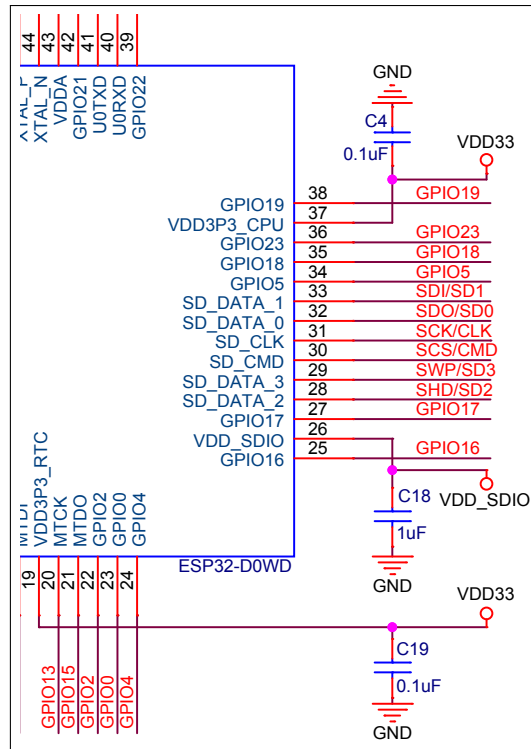 44
43
42
41
40
39
XTAL_N
VDDA
GPIO21
U0TXD
U0RXD
GPIO22
GND
C4
0.1uF
VDD33
38
GPIO19
GPIO19
37
VDD3P3_CPU
36
GPIO23
GPIO23
35
GPIO18
GPIO18
34
GPIO5
GPIO5
33
SD_DATA_1
SDI/SD1
32
SD_DATA_0
SDO/SD0
31
SD_CLK
SCK/CLK
30
SD_CMD
SCS/CMD
29
SD_DATA_3
SWP/SD3
28
SD_DATA_2
SHD/SD2
27
GPIO17
GPIO17
26
VDD_SDIO
25
GPIO16
GPIO16
VDD3P3_RTC
MTCK
MTDO
GPIO2
GPIO0
GPIO4
C18
1uF
VDD_SDIO
GND
ESP32-D0WD
19
20
21
22
23
24
VDD33
GPIO13
GPIO15
GPIO2
GPIO0
GPIO4
C19
0.1uF
GND